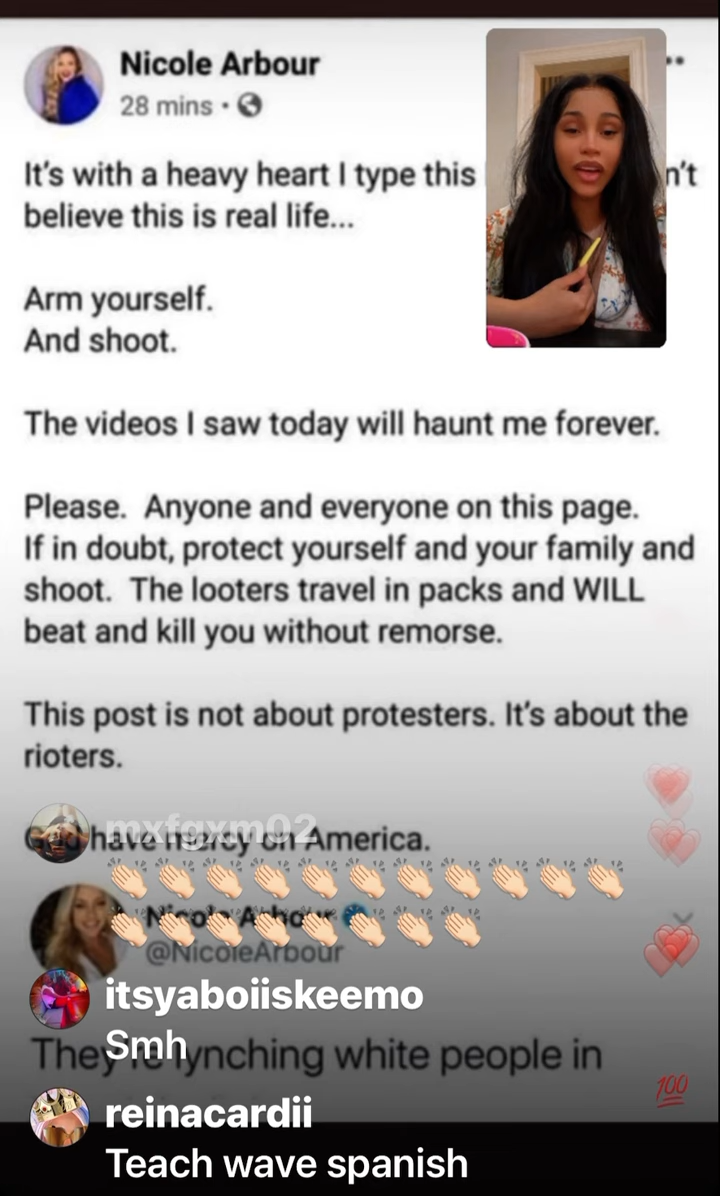 Nicole Arbour
28 mins
It's with a heavy heart I type this n't
believe this is real life...
Arm yourself.
And shoot.
The videos I saw today will haunt me forever.
Please. Anyone and everyone on this page.
If in doubt, protect yourself and your family and
shoot. The looters travel in packs and WILL
beat and kill you without remorse.
This post is not about protesters. It's about the
rioters.
mxfgxm02
God have mercy on America.
Nicole Arbour
@NicoleArbour
itsyaboiiskeemo
Smh
They're lynching white people in
100
reinacardii
Teach wave spanish